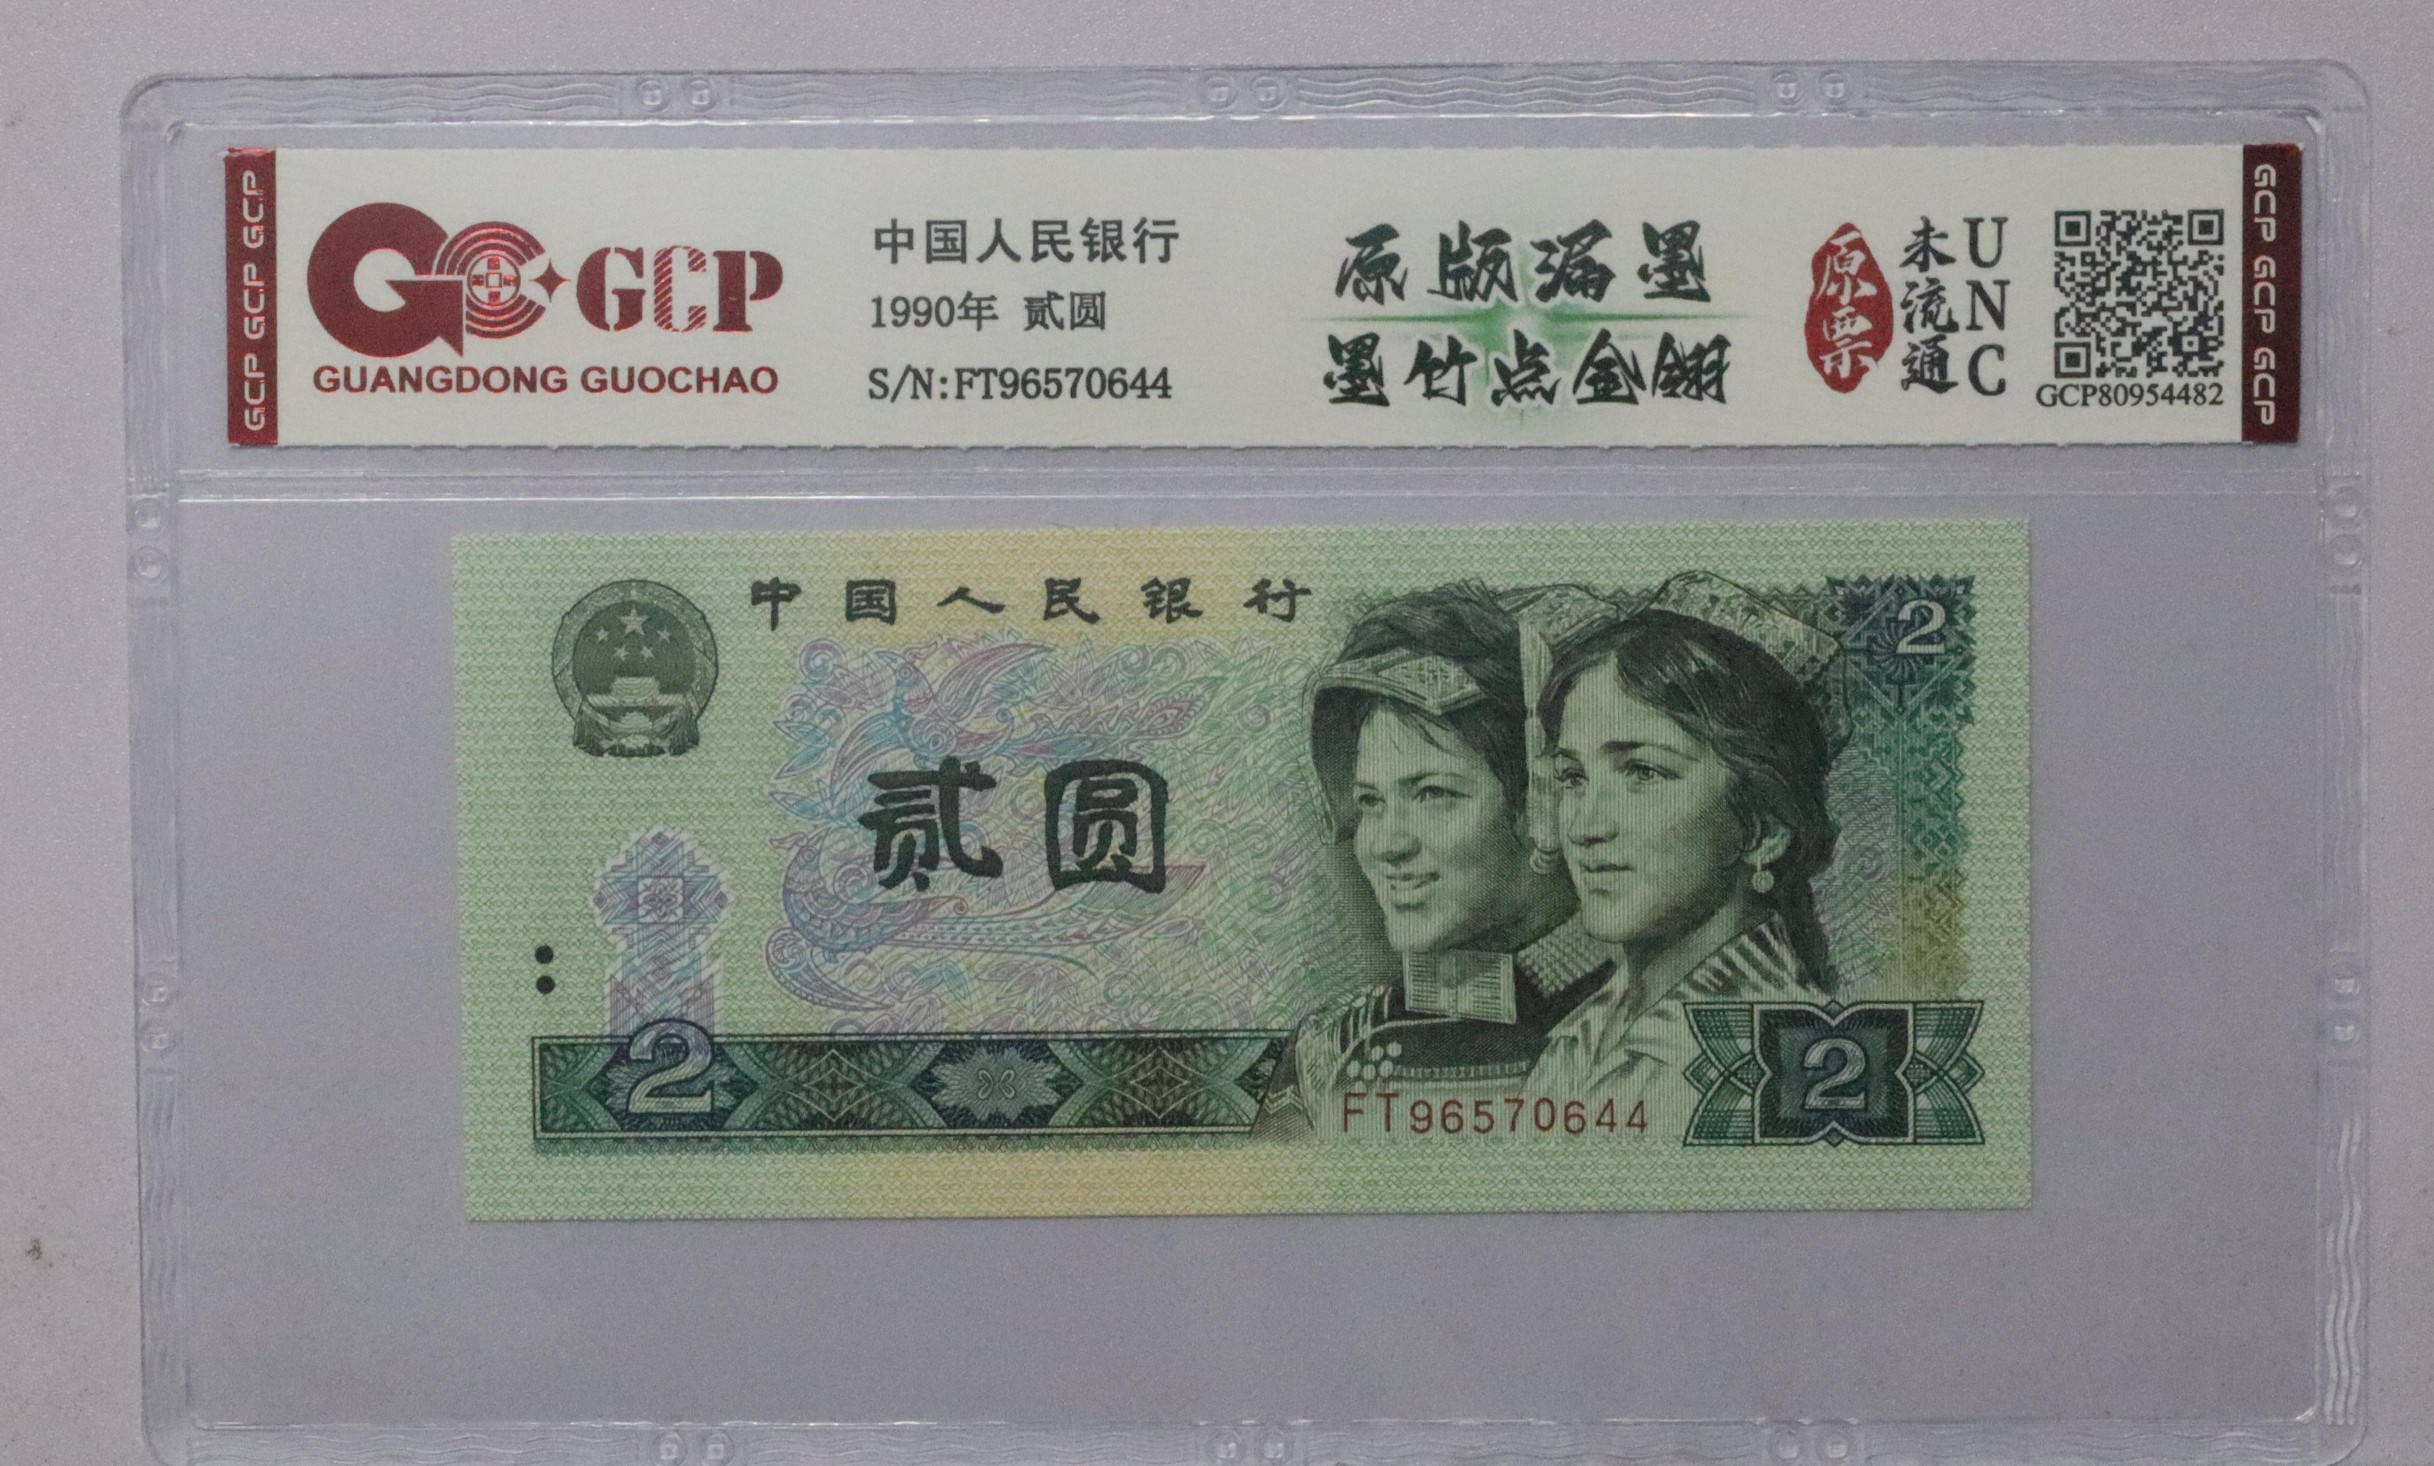 GCP GCP GCP
GCP
GUANGDONG GUOCHAO
中国人民银行
1990年 贰圆
S/N:FT96570644
原版漏墨
墨竹点金翎
原票
未流通
UNC
GCP80954482
GCP GCP GCP
中国人民银行
2
贰圆
2
FT96570644
2